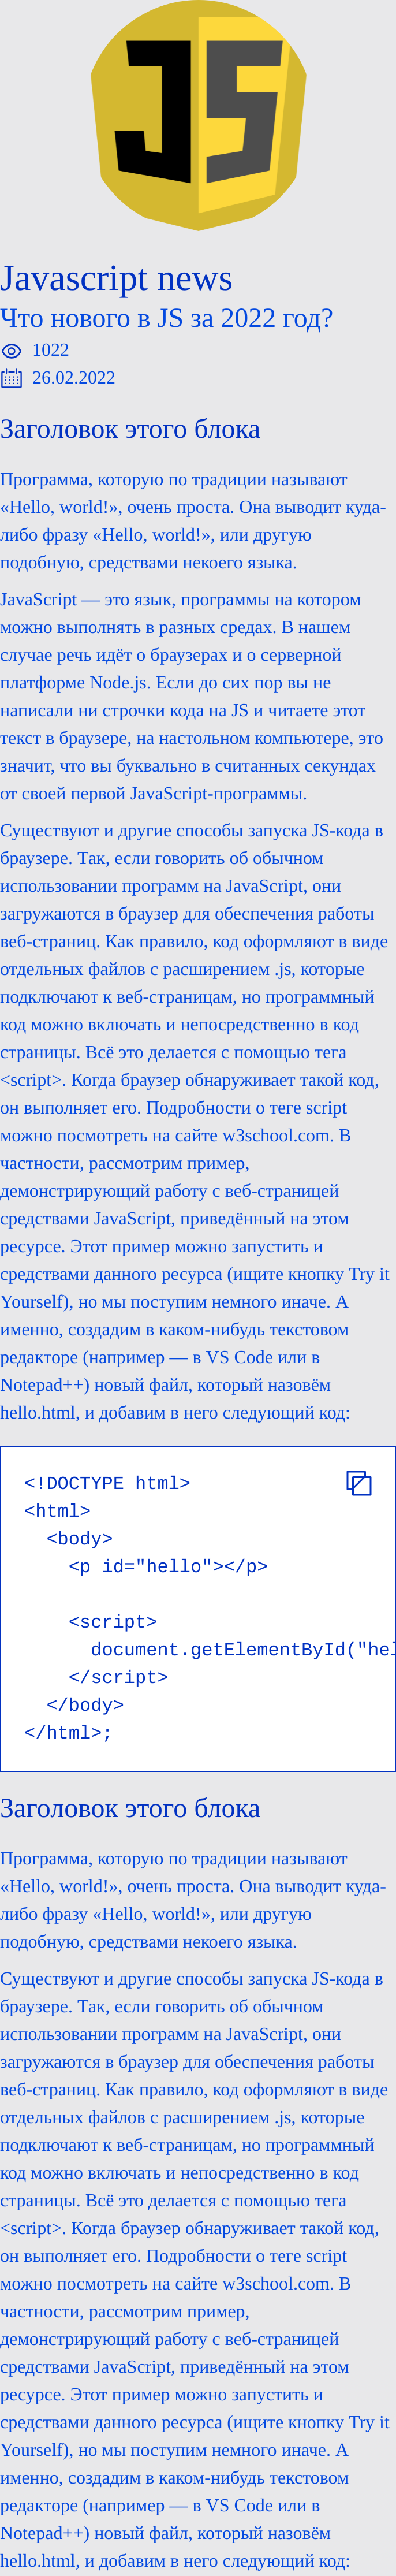 JS
Javascript news
Что нового в JS за 2022 год?
1022
26.02.2022
Заголовок этого блока
Программа, которую по традиции называют
«Hello, world!», очень проста. Она выводит куда-
либо фразу «Hello, world!», или другую
подобную, средствами некоего языка.
JavaScript — это язык, программы на котором
можно выполнять в разных средах. В нашем
случае речь идёт о браузерах и о серверной
платформе Node.js. Если до сих пор вы не
написали ни строчки кода на JS и читаете этот
текст в браузере, на настольном компьютере, это
значит, что вы буквально в считанных секундах
от своей первой JavaScript-программы.
Существуют и другие способы запуска JS-кода в
браузере. Так, если говорить об обычном
использовании программ на JavaScript, они
загружаются в браузер для обеспечения работы
веб-страниц. Как правило, код оформляют в виде
отдельных файлов с расширением .js, которые
подключают к веб-страницам, но программный
код можно включать и непосредственно в код
страницы. Всё это делается с помощью тега
<script>. Когда браузер обнаруживает такой код,
он выполняет его. Подробности о теге script
можно посмотреть на сайте w3school.com. В
частности, рассмотрим пример,
демонстрирующий работу с веб-страницей
средствами JavaScript, приведённый на этом
ресурсе. Этот пример можно запустить и
средствами данного ресурса (ищите кнопку Try it
Yourself), но мы поступим немного иначе. А
именно, создадим в каком-нибудь текстовом
редакторе (например — в VS Code или в
Notepad++) новый файл, который назовём
hello.html, и добавим в него следующий код:
<!DOCTYPE html>
<html>
<body>
<p id="hello"></p>
<script>
document.getElementById("hel
</script>
</body>
</html>;
Заголовок этого блока
Программа, которую по традиции называют
«Hello, world!», очень проста. Она выводит куда-
либо фразу «Hello, world!», или другую
подобную, средствами некоего языка.
Существуют и другие способы запуска JS-кода в
браузере. Так, если говорить об обычном
использовании программ на JavaScript, они
загружаются в браузер для обеспечения работы
веб-страниц. Как правило, код оформляют в виде
отдельных файлов с расширением .js, которые
подключают к веб-страницам, но программный
код можно включать и непосредственно в код
страницы. Всё это делается с помощью тега
<script>. Когда браузер обнаруживает такой код,
он выполняет его. Подробности о теге script
можно посмотреть на сайте w3school.com. В
частности, рассмотрим пример,
демонстрирующий работу с веб-страницей
средствами JavaScript, приведённый на этом
ресурсе. Этот пример можно запустить и
средствами данного ресурса (ищите кнопку Try it
Yourself), но мы поступим немного иначе. А
именно, создадим в каком-нибудь текстовом
редакторе (например — в VS Code или в
Notepad++) новый файл, который назовём
hello.html, и добавим в него следующий код: